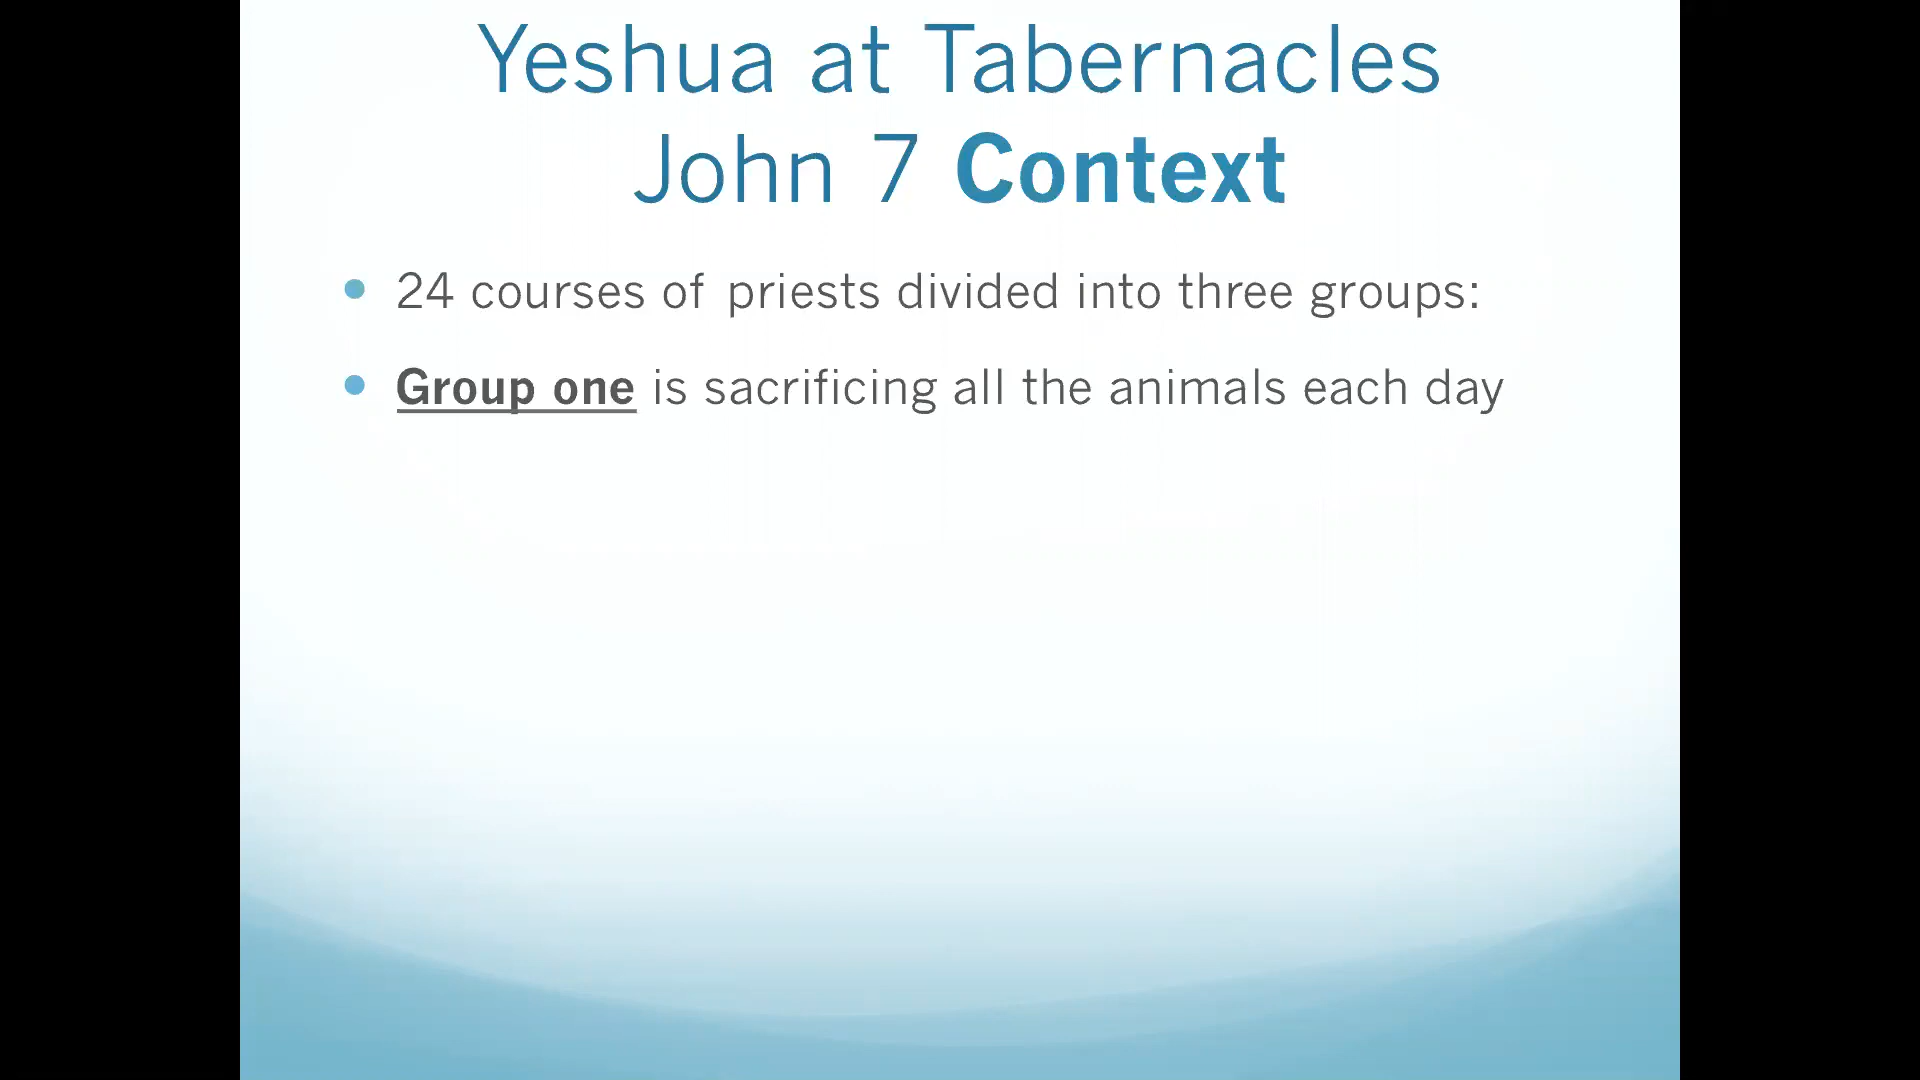 Yeshua at Tabernacles
John 7 Context
• 24 courses of priests divided into three groups:
• Group one is sacrificing all the animals each day